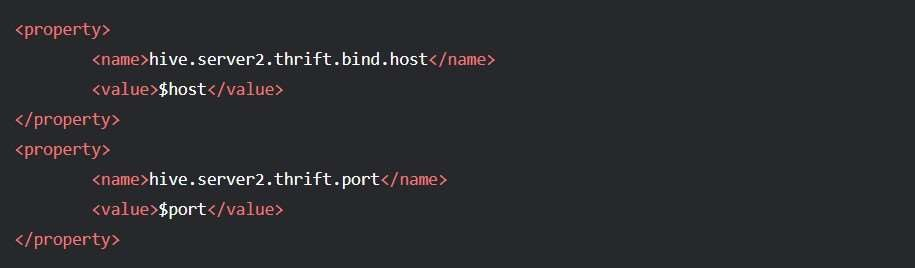 <property>
        <name>hive.server2.thrift.bind.host</name>
        <value>$host</value>
</property>
<property>
        <name>hive.server2.thrift.port</name>
        <value>$port</value>
</property>